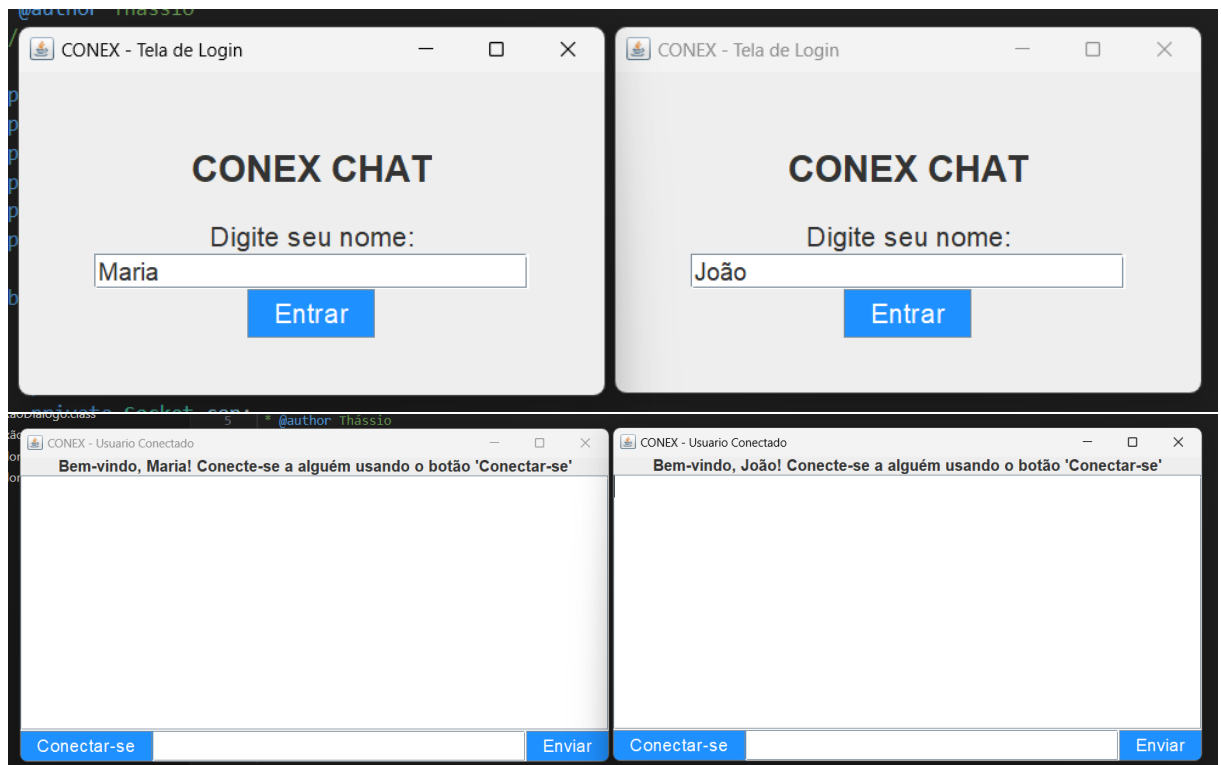 @author Thássio
/
CONEX - Tela de Login
CONEX CHAT
Digite seu nome:
Maria
Entrar
CONEX - Tela de Login
CONEX CHAT
Digite seu nome:
João
Entrar
private Socket con;
Dialogo.class
5 * @author Thássio
CONEX - Usuario Conectado
Bem-vindo, Maria! Conecte-se a alguém usando o botão 'Conectar-se'
Conectar-se
Enviar
CONEX - Usuario Conectado
Bem-vindo, João! Conecte-se a alguém usando o botão 'Conectar-se'
Conectar-se
Enviar